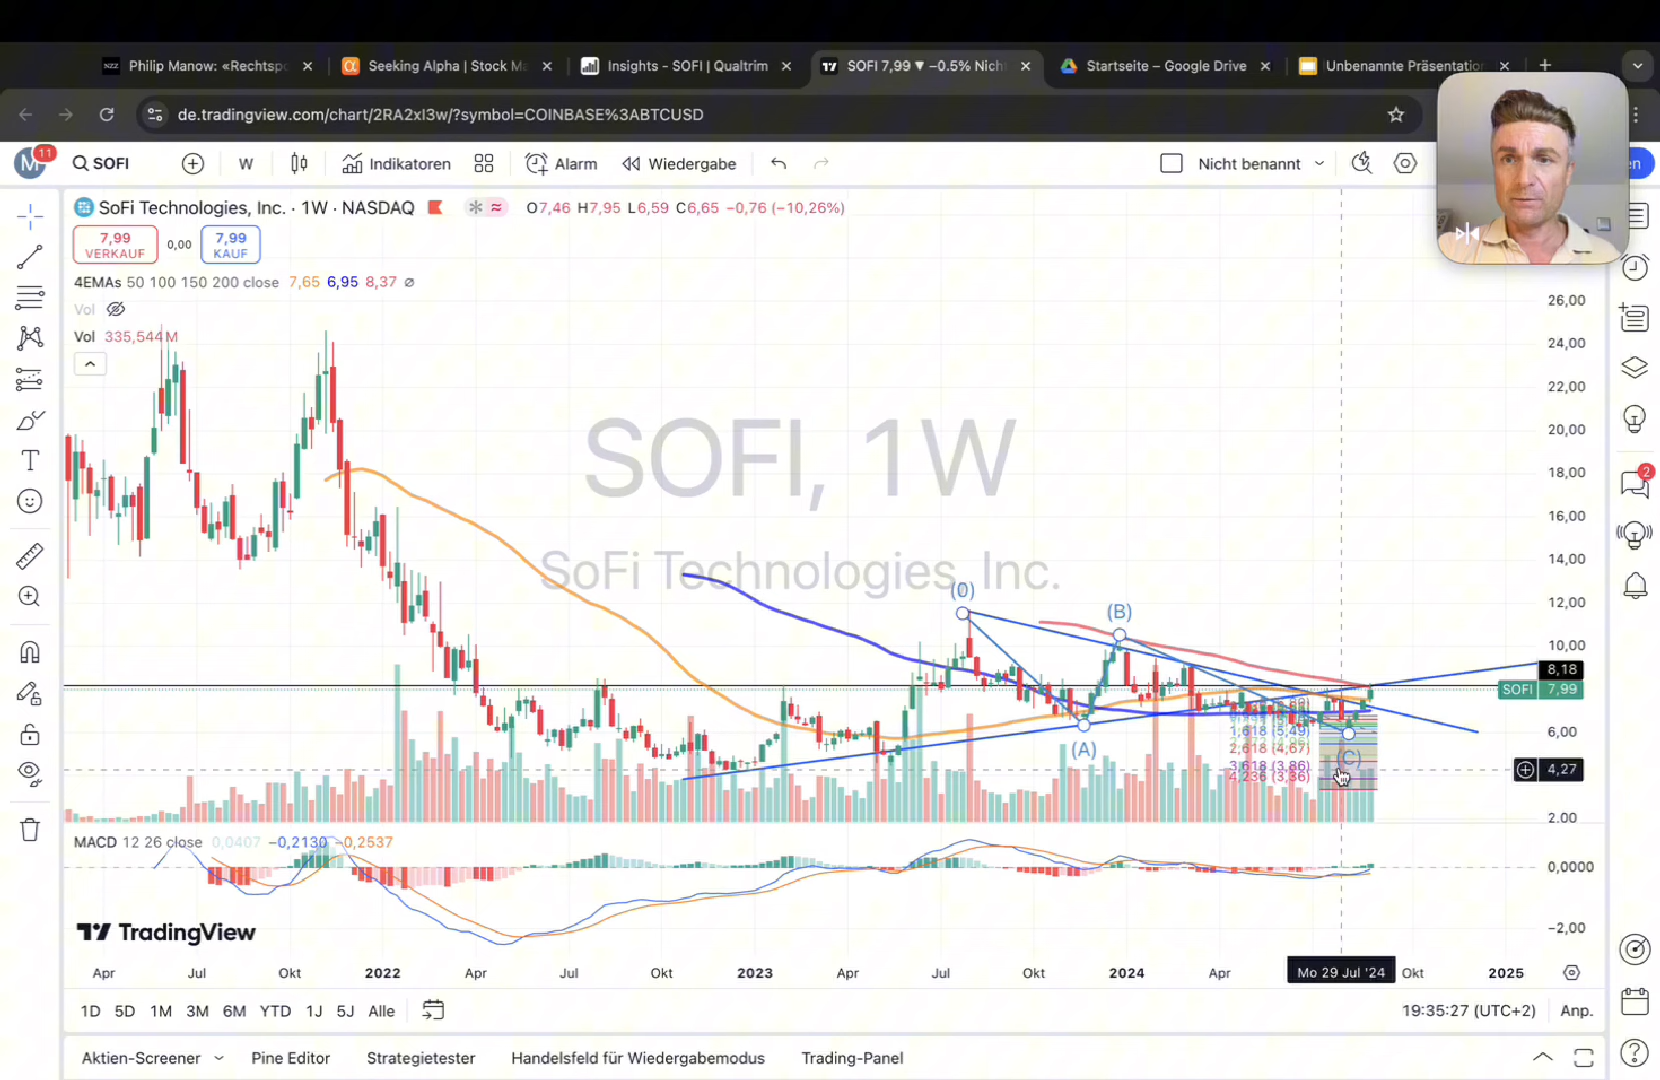 Philip Manow: «Rechtspo
Seeking Alpha | Stock Ma
Insights - SOFI | Qualtrim
SOFI 7,99 ▼ −0.5% Nich
Startseite – Google Drive
Unbenannte Präsentation
de.tradingview.com/chart/2RA2xI3w/?symbol=COINBASE%3ABTCUSD
M 11
SOFI
W
Indikatoren
Alarm
Wiedergabe
Nicht benannt
en
SoFi Technologies, Inc. · 1W · NASDAQ
O7,46 H7,95 L6,59 C6,65 −0,76 (−10,26%)
7,99
VERKAUF
0,00
7,99
KAUF
4EMAs 50 100 150 200 close 7,65 6,95 8,37 ∅
Vol
Vol 335,544M
SOFI, 1W
SoFi Technologies, Inc.
26,00
24,00
22,00
20,00
18,00
16,00
14,00
12,00
10,00
8,18
SOFI 7,99
6,00
4,27
2.00
(0)
(B)
(A)
(C)
1,618 (5,49)
2,618 (4,67)
3,618 (3,86)
4,236 (3,36)
2
MACD 12 26 close 0,0407 −0,2130 −0,2537
0,0000
−2,00
TradingView
Apr Jul Okt 2022 Apr Jul Okt 2023 Apr Jul Okt 2024 Apr Mo 29 Jul '24 Okt 2025
1D 5D 1M 3M 6M YTD 1J 5J Alle
19:35:27 (UTC+2)
Anp.
Aktien-Screener
Pine Editor
Strategietester
Handelsfeld für Wiedergabemodus
Trading-Panel